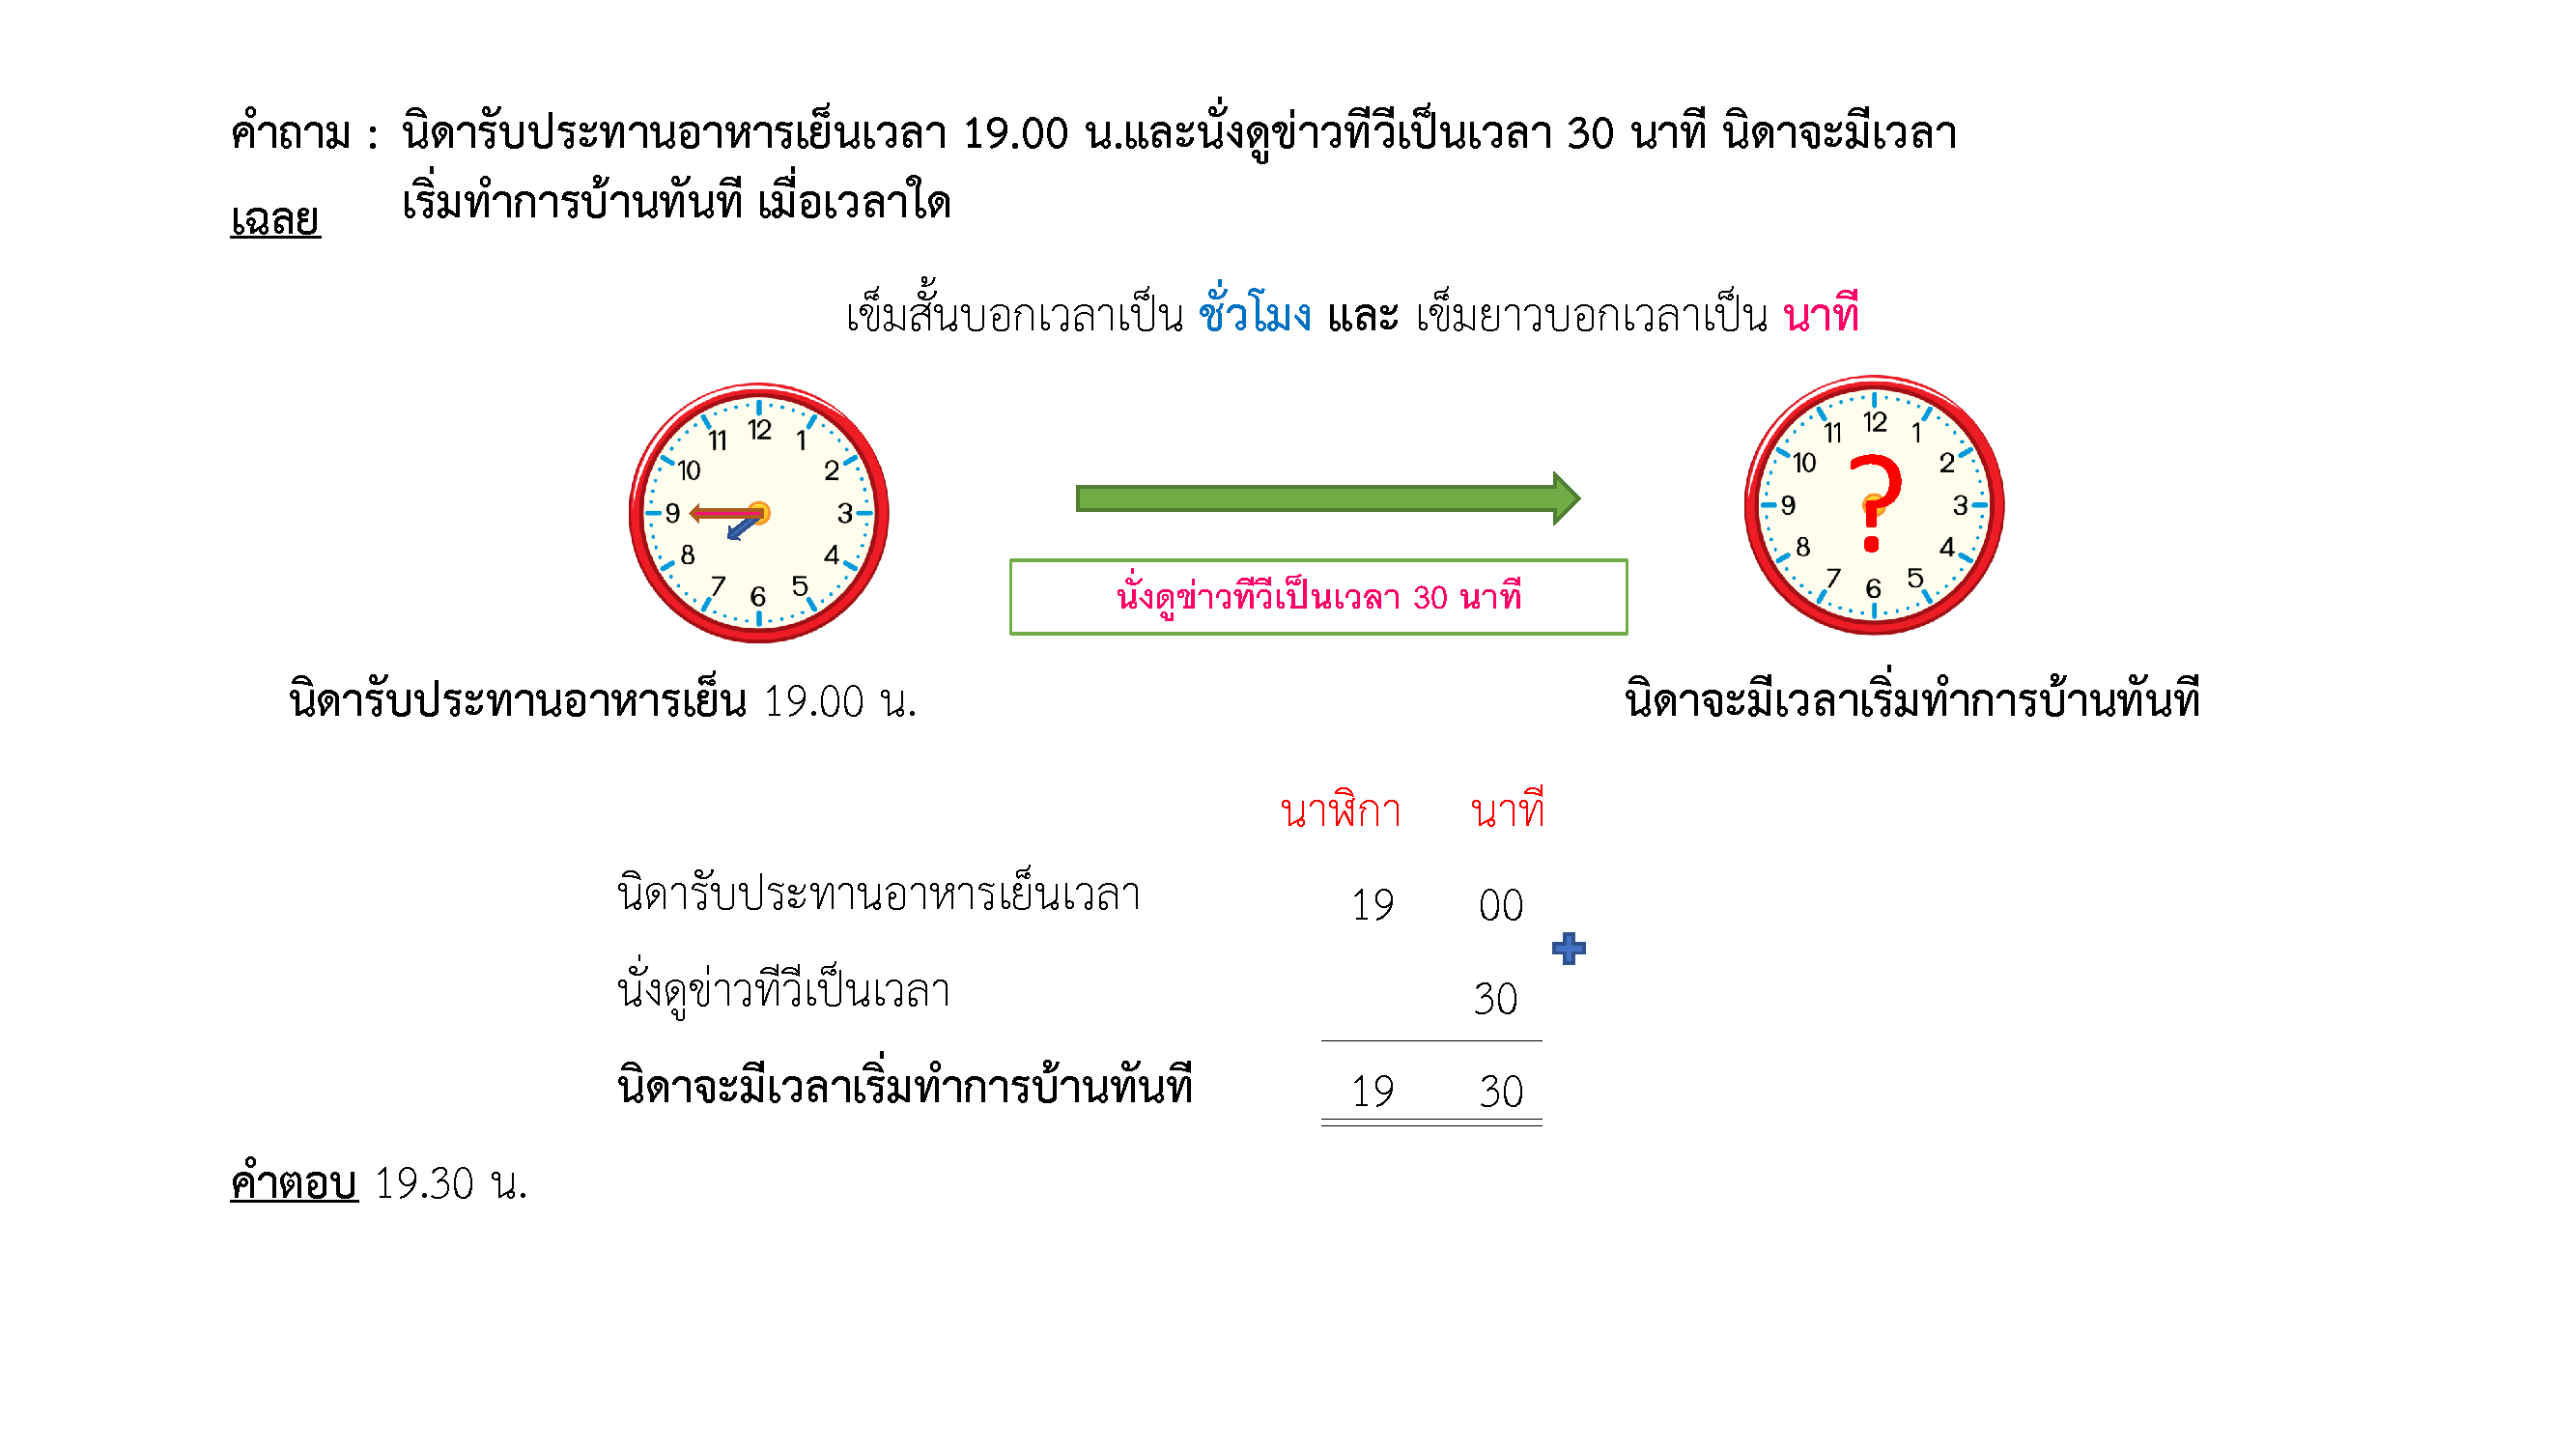 คำถาม : นิดารับประทานอาหารเย็นเวลา 19.00 น.และนั่งดูข่าวทีวีเป็นเวลา 30 นาที นิดาจะมีเวลา
เริ่มทำการบ้านทันที เมื่อเวลาใด
เฉลย
เข็มสั้นบอกเวลาเป็น ชั่วโมง และ เข็มยาวบอกเวลาเป็น นาที
12
11 1
10 2
9 3
8 4
7 5
6
นั่งดูข่าวทีวีเป็นเวลา 30 นาที
12
11 1
10 2
9 ? 3
8 4
7 5
6
นิดารับประทานอาหารเย็น 19.00 น.
นิดาจะมีเวลาเริ่มทำการบ้านทันที
นาฬิกา นาที
นิดารับประทานอาหารเย็นเวลา 19 00
นั่งดูข่าวทีวีเป็นเวลา 30
นิดาจะมีเวลาเริ่มทำการบ้านทันที 19 30
คำตอบ 19.30 น.